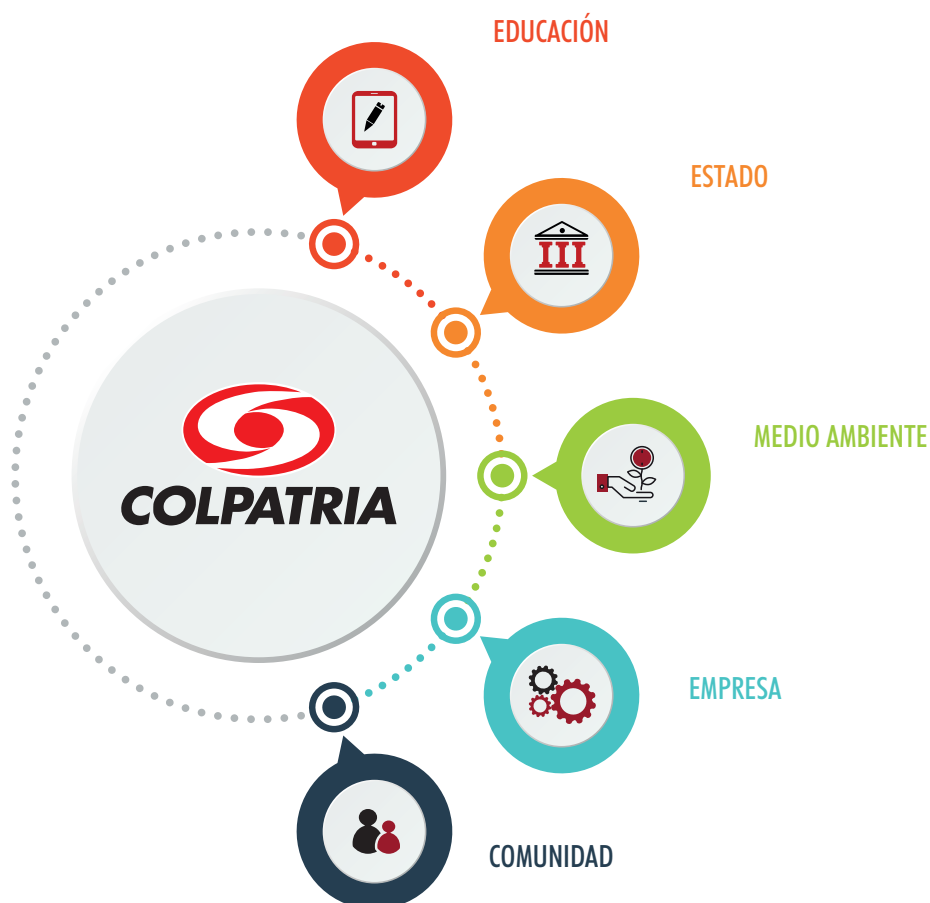 EDUCACIÓN
ESTADO
MEDIO AMBIENTE
COLPATRIA
EMPRESA
COMUNIDAD